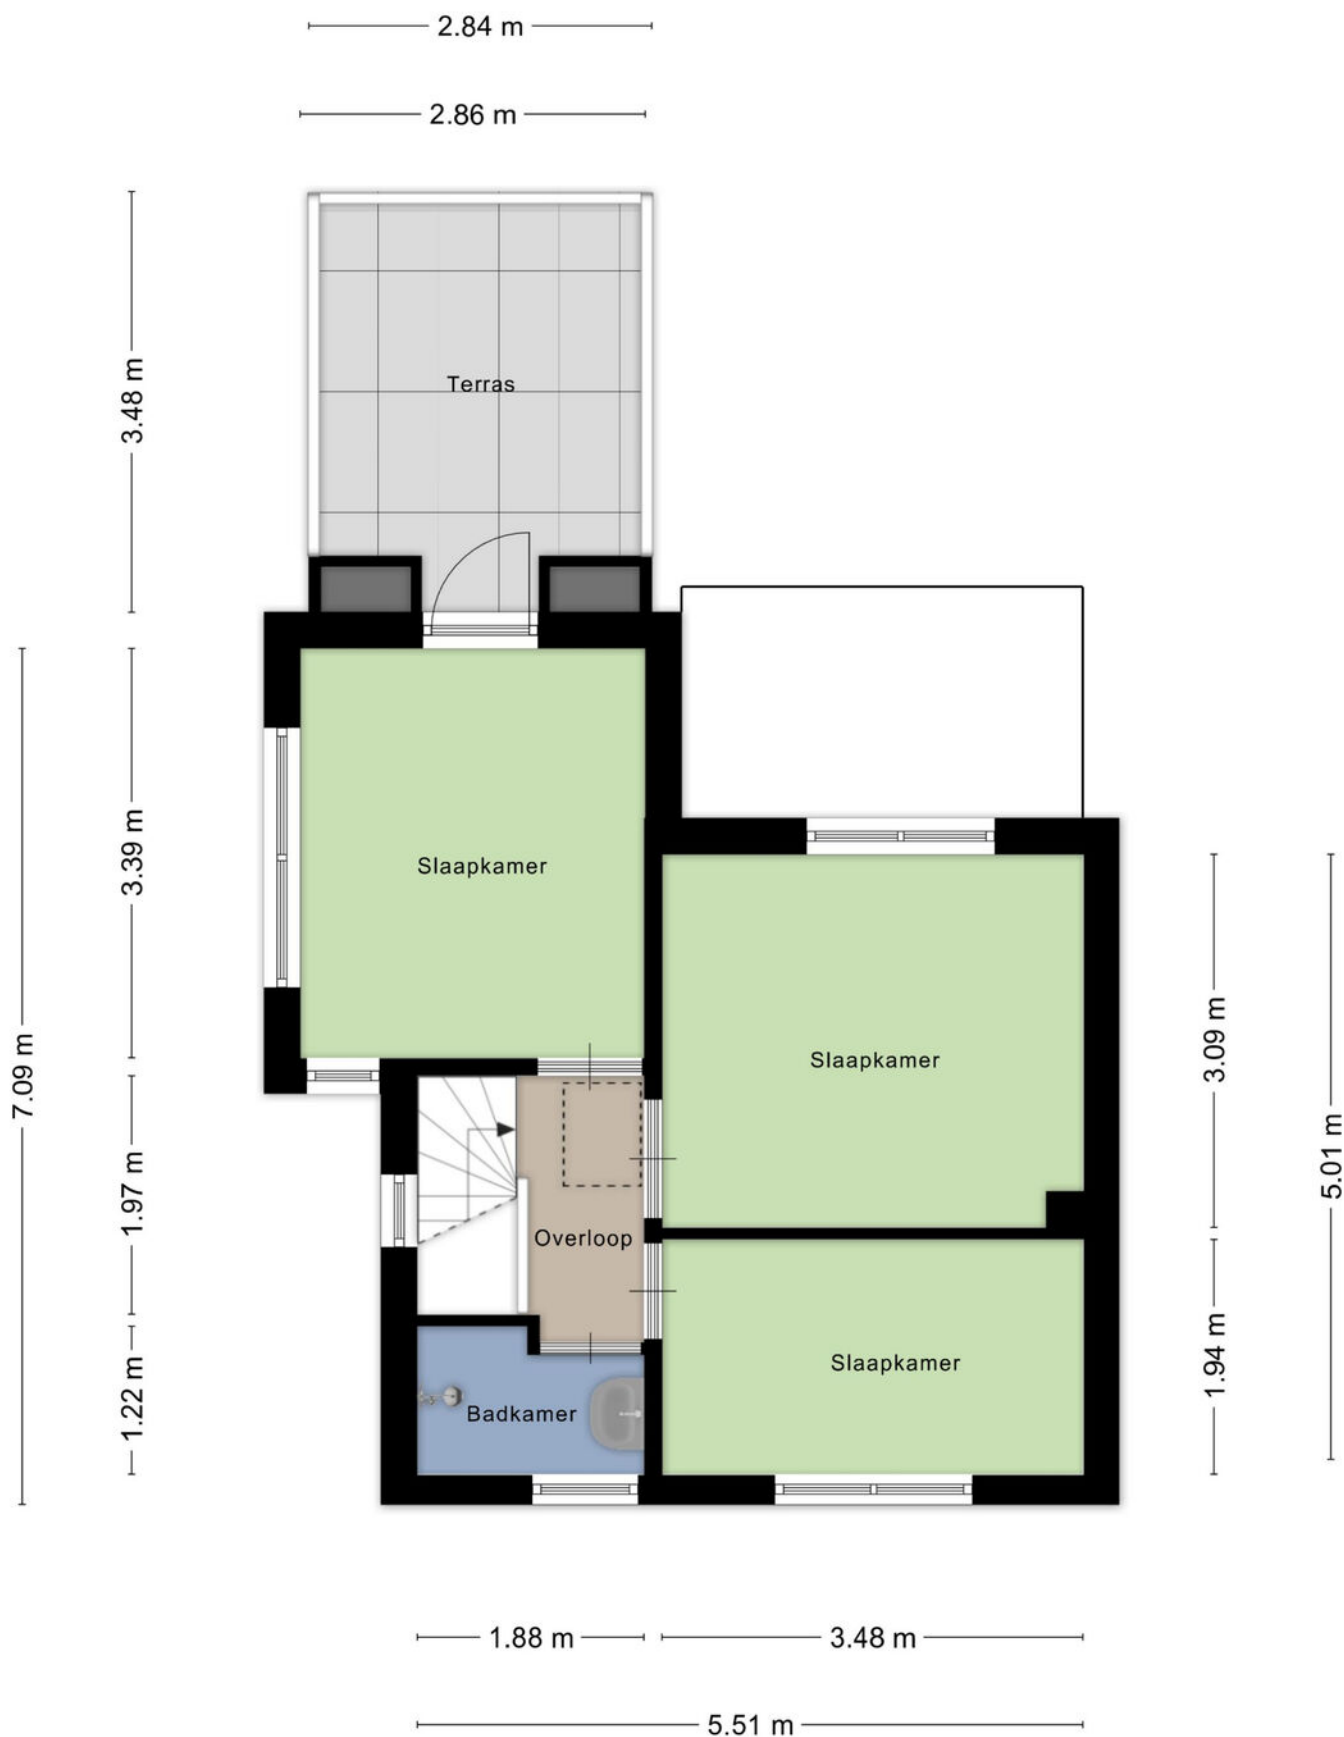 2.84 m
2.86 m
3.48 m
Terras
3.39 m
Slaapkamer
Slaapkamer
3.09 m
7.09 m
5.01 m
1.97 m
Overloop
1.22 m
Slaapkamer
1.94 m
Badkamer
1.88 m
3.48 m
5.51 m